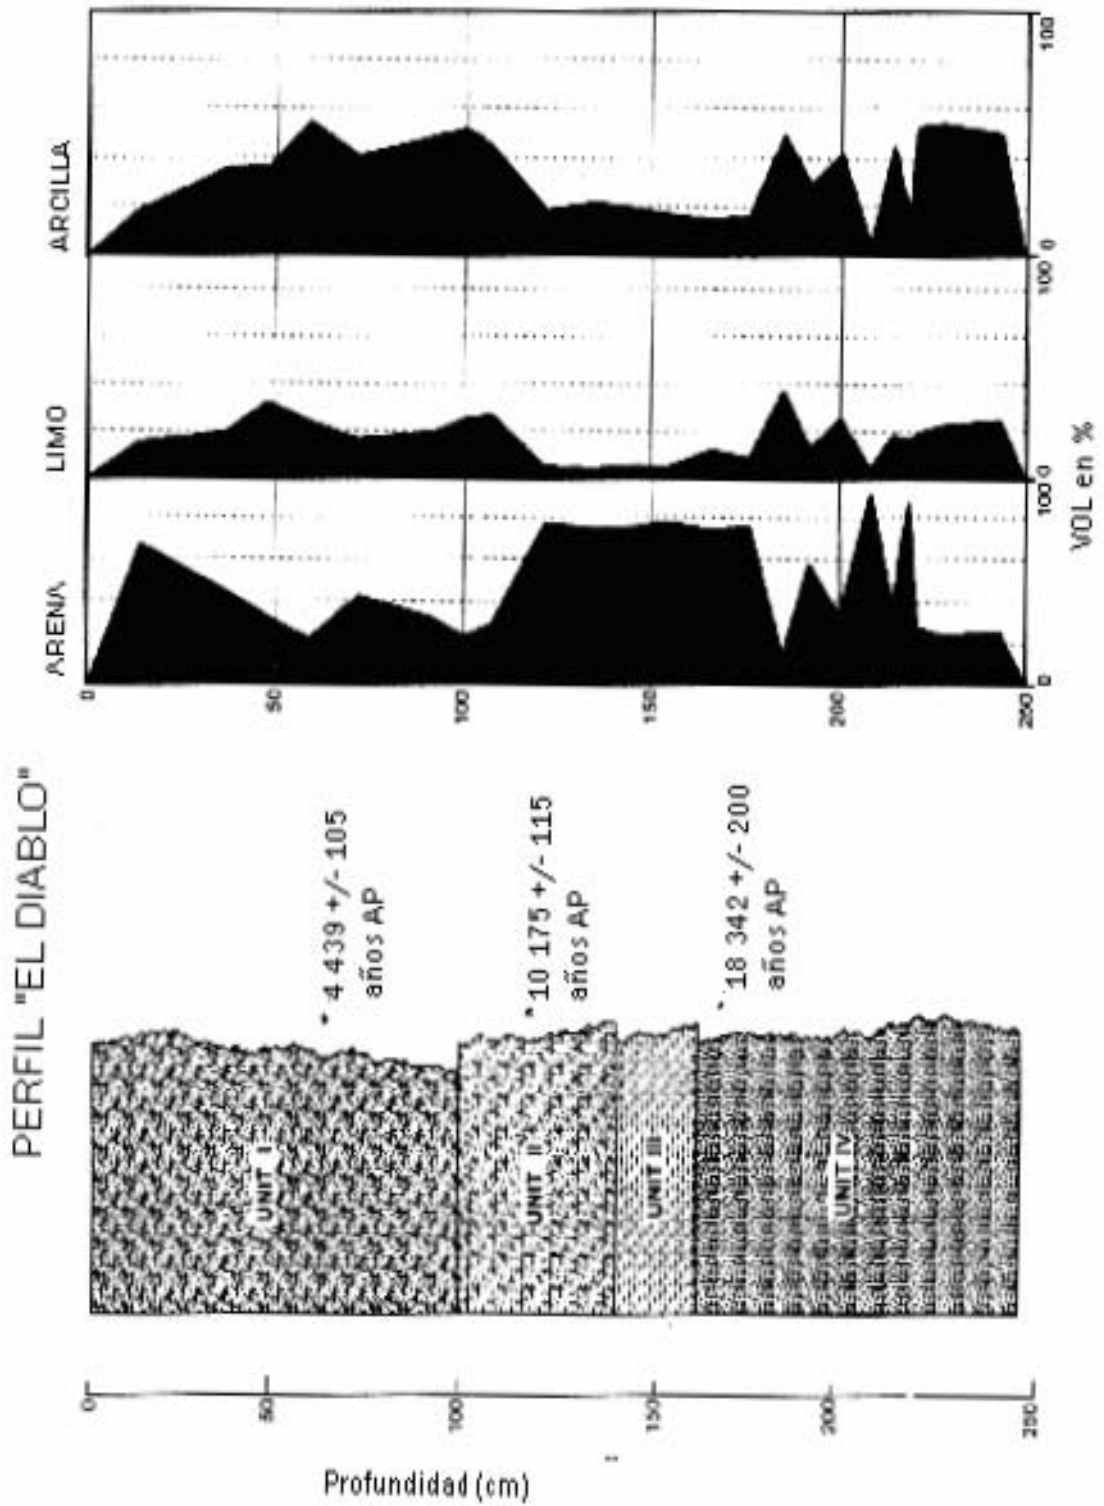 PERFIL "EL DIABLO"
Profundidad (cm)
0
50
100
150
200
250
UNIT I
UNIT II
UNIT III
UNIT IV
* 4 439 +/- 105
años AP
* 10 175 +/- 115
años AP
* 18 342 +/- 200
años AP
ARENA
LIMO
ARCILLA
0
50
100
150
200
250
0
100
0
100
0
100
VOL en %